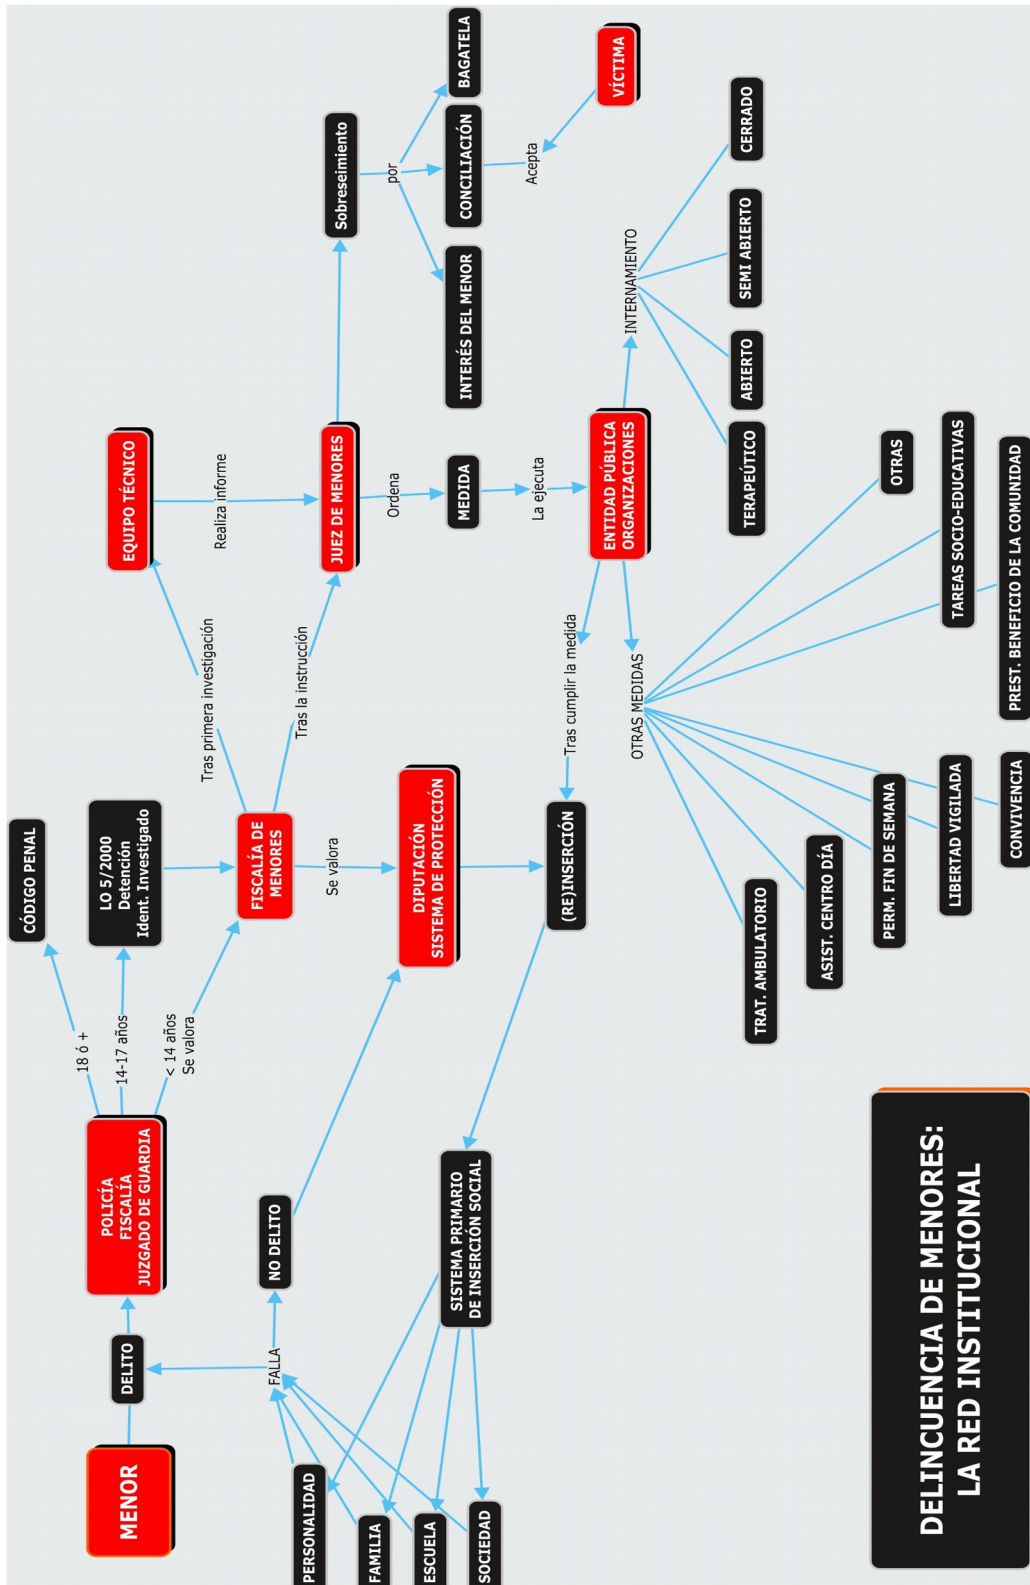 MENOR
DELITO
POLICÍA
FISCALÍA
JUZGADO DE GUARDIA
18 ó +
14-17 años
< 14 años
Se valora
CÓDIGO PENAL
LO 5/2000
Detención
Ident. Investigado
FISCALÍA DE
MENORES
Tras primera investigación
Tras la instrucción
Se valora
EQUIPO TÉCNICO
Realiza informe
JUEZ DE MENORES
Sobreseimiento
por
BAGATELA
CONCILIACIÓN
INTERÉS DEL MENOR
Acepta
VÍCTIMA
Ordena
MEDIDA
La ejecuta
ENTIDAD PÚBLICA
ORGANIZACIONES
INTERNAMIENTO
CERRADO
SEMI ABIERTO
ABIERTO
TERAPEÚTICO
Tras cumplir la medida
OTRAS MEDIDAS
OTRAS
TAREAS SOCIO-EDUCATIVAS
PREST. BENEFICIO DE LA COMUNIDAD
CONVIVENCIA
LIBERTAD VIGILADA
PERM. FIN DE SEMANA
ASIST. CENTRO DÍA
TRAT. AMBULATORIO
DIPUTACIÓN
SISTEMA DE PROTECCIÓN
(RE)INSERCIÓN
NO DELITO
FALLA
SISTEMA PRIMARIO
DE INSERCIÓN SOCIAL
PERSONALIDAD
FAMILIA
ESCUELA
SOCIEDAD
DELINCUENCIA DE MENORES:
LA RED INSTITUCIONAL